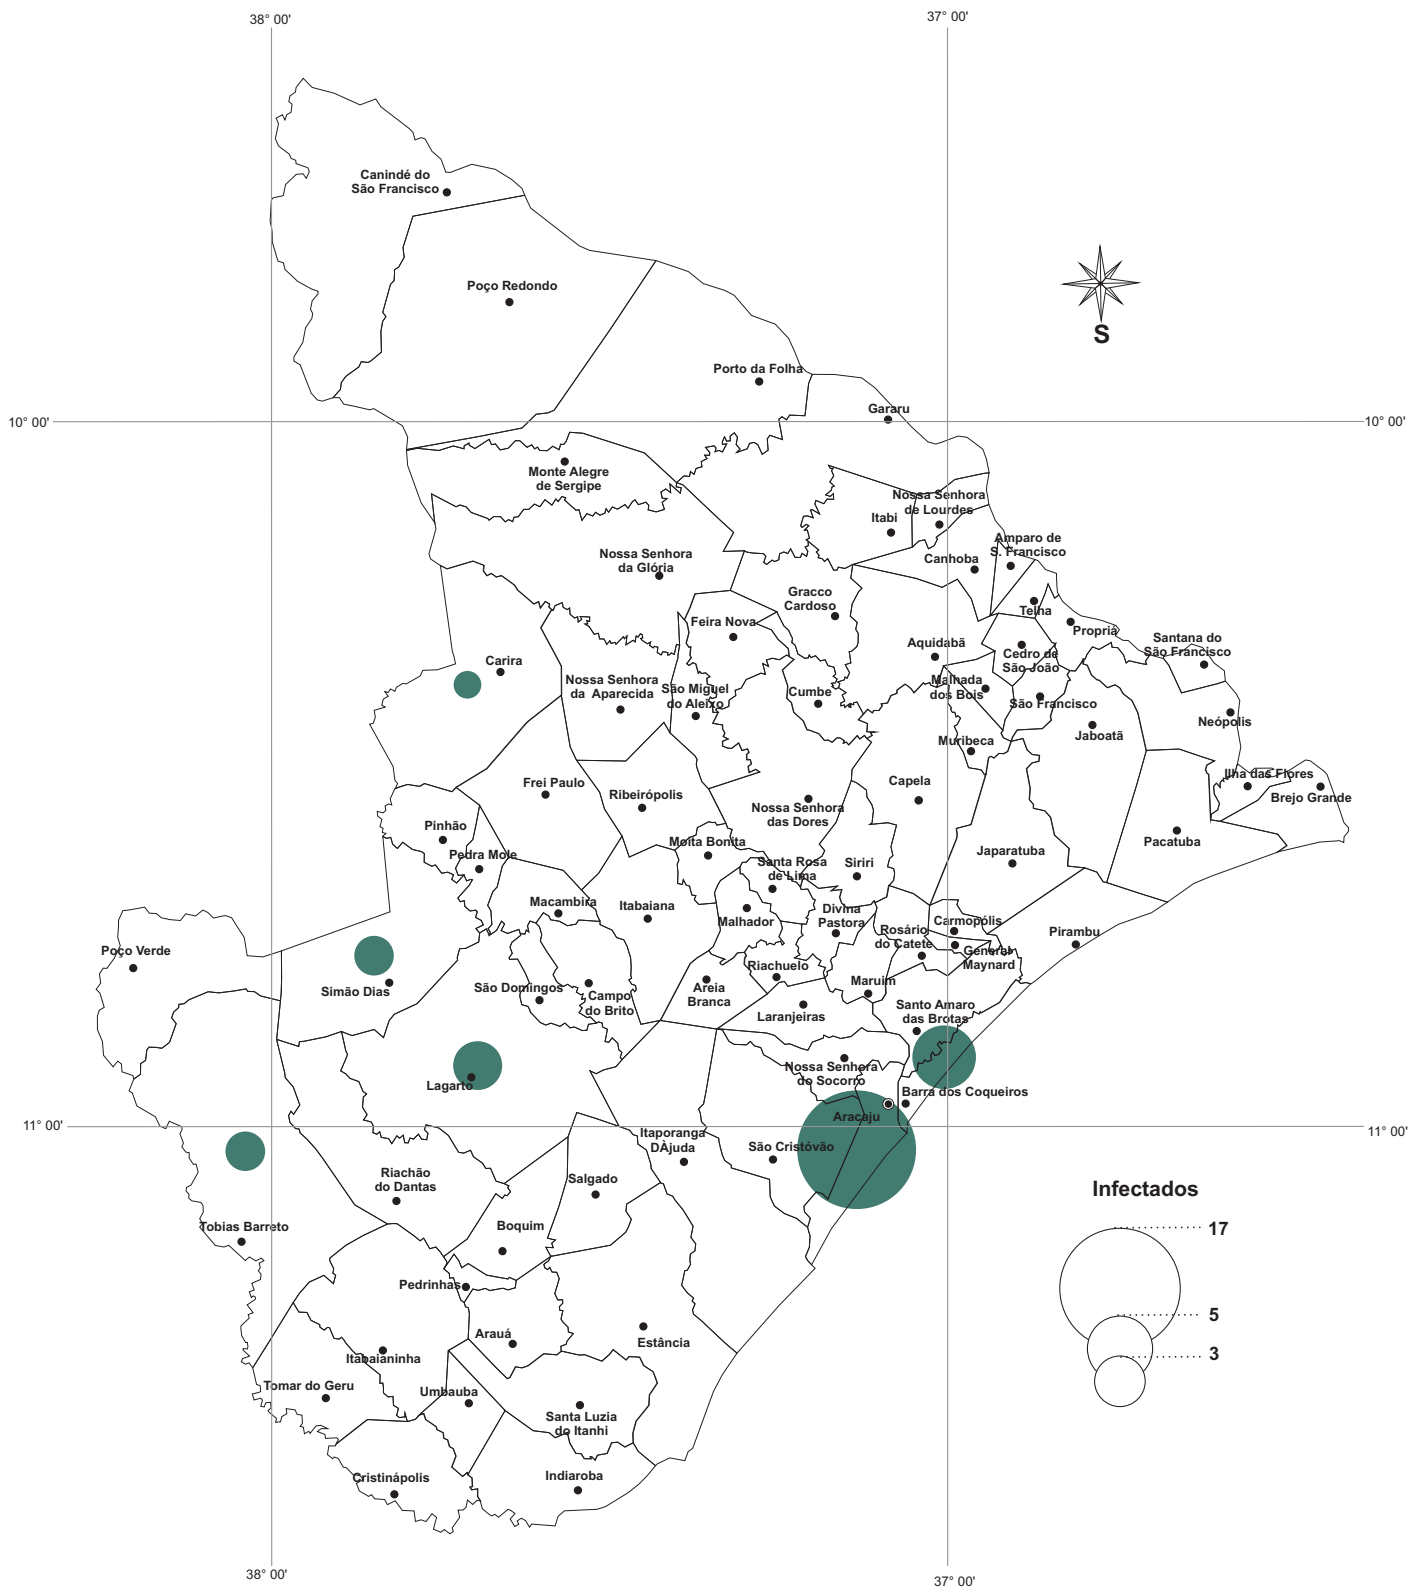 38° 00'
37° 00'
Canindé do
São Francisco
Poço Redondo
S
Porto da Folha
Gararu
10° 00'
10° 00'
Monte Alegre
de Sergipe
Nossa Senhora
de Lourdes
Itabi
Amparo de
S. Francisco
Canhoba
Nossa Senhora
da Glória
Gracco
Cardoso
Telha
Feira Nova
Propriá
Santana do
São Francisco
Aquidabã
Cedro de
São João
Carira
Nossa Senhora
da Aparecida
São Miguel
do Aleixo
Cumbe
Malhada
dos Bois
São Francisco
Neópolis
Jaboatã
Muribeca
Ilha das Flores
Brejo Grande
Frei Paulo
Ribeirópolis
Capela
Nossa Senhora
das Dores
Pinhão
Pedra Mole
Moita Bonita
Santa Rosa
de Lima
Siriri
Japaratuba
Pacatuba
Macambira
Itabaiana
Malhador
Divina
Pastora
Rosário
do Catete
Carmopólis
General
Maynard
Pirambu
Poço Verde
Simão Dias
São Domingos
Campo
do Brito
Areia
Branca
Riachuelo
Maruim
Laranjeiras
Santo Amaro
das Brotas
Lagarto
Nossa Senhora
do Socorro
Barra dos Coqueiros
Aracaju
11° 00'
11° 00'
Itaporanga
DÀjuda
São Cristóvão
Riachão
do Dantas
Salgado
Infectados
17
5
3
Tobias Barreto
Boquim
Pedrinhas
Arauá
Estância
Itabaianinha
Tomar do Geru
Umbauba
Santa Luzia
do Itanhi
Cristinápolis
Indiaroba
38° 00'
37° 00'